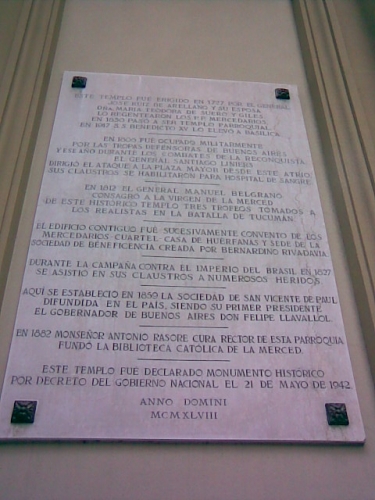 ESTE TEMPLO FUE ERIGIDO EN 1779 POR EL GENERAL
JOSE RUIZ DE ARELLANO Y SU ESPOSA
DÑA. MARIA TEODORA DE SUERO Y GILES.
LO REGENTEARON LOS P.P. MERCEDARIOS.
EN 1830 PASO A SER TEMPLO PARROQUIAL.
EN 1917 S.S. BENEDICTO XV LO ELEVO A BASILICA.
EN 1806 FUE OCUPADO MILITARMENTE
POR LAS TROPAS DEFENSORAS DE BUENOS AIRES
Y ESE AÑO DURANTE LOS COMBATES DE LA RECONQUISTA,
EL GENERAL SANTIAGO LINIERS
DIRIGIO EL ATAQUE A LA PLAZA MAYOR DESDE ESTE ATRIO
SUS CLAUSTROS SE HABILITARON PARA HOSPITAL DE SANGRE
EN 1812 EL GENERAL MANUEL BELGRANO
CONSAGRO A LA VIRGEN DE LA MERCED
DE ESTE HISTORICO TEMPLO TRES TROFEOS TOMADOS A
LOS REALISTAS EN LA BATALLA DE TUCUMAN.
EL EDIFICIO CONTIGUO FUE SUCESIVAMENTE CONVENTO DE LOS
MERCEDARIOS-CUARTEL CASA DE HUERFANAS Y SEDE DE LA
SOCIEDAD DE BENEFICENCIA CREADA POR BERNARDINO RIVADAVIA
DURANTE LA CAMPAÑA CONTRA EL IMPERIO DEL BRASIL EN 1827
SE ASISTIO EN SUS CLAUSTROS A NUMEROSOS HERIDOS
AQUI SE ESTABLECIO EN 1859 LA SOCIEDAD DE SAN VICENTE DE PAUL
DIFUNDIDA EN EL PAIS, SIENDO SU PRIMER PRESIDENTE
EL GOBERNADOR DE BUENOS AIRES DON FELIPE LLAVALLOL.
EN 1882 MONSEÑOR ANTONIO RASORE CURA RECTOR DE ESTA PARROQUIA
FUNDO LA BIBLIOTECA CATOLICA DE LA MERCED.
ESTE TEMPLO FUE DECLARADO MONUMENTO HISTORICO
POR DECRETO DEL GOBIERNO NACIONAL EL 21 DE MAYO DE 1942
ANNO DOMINI
MCMXLVIII